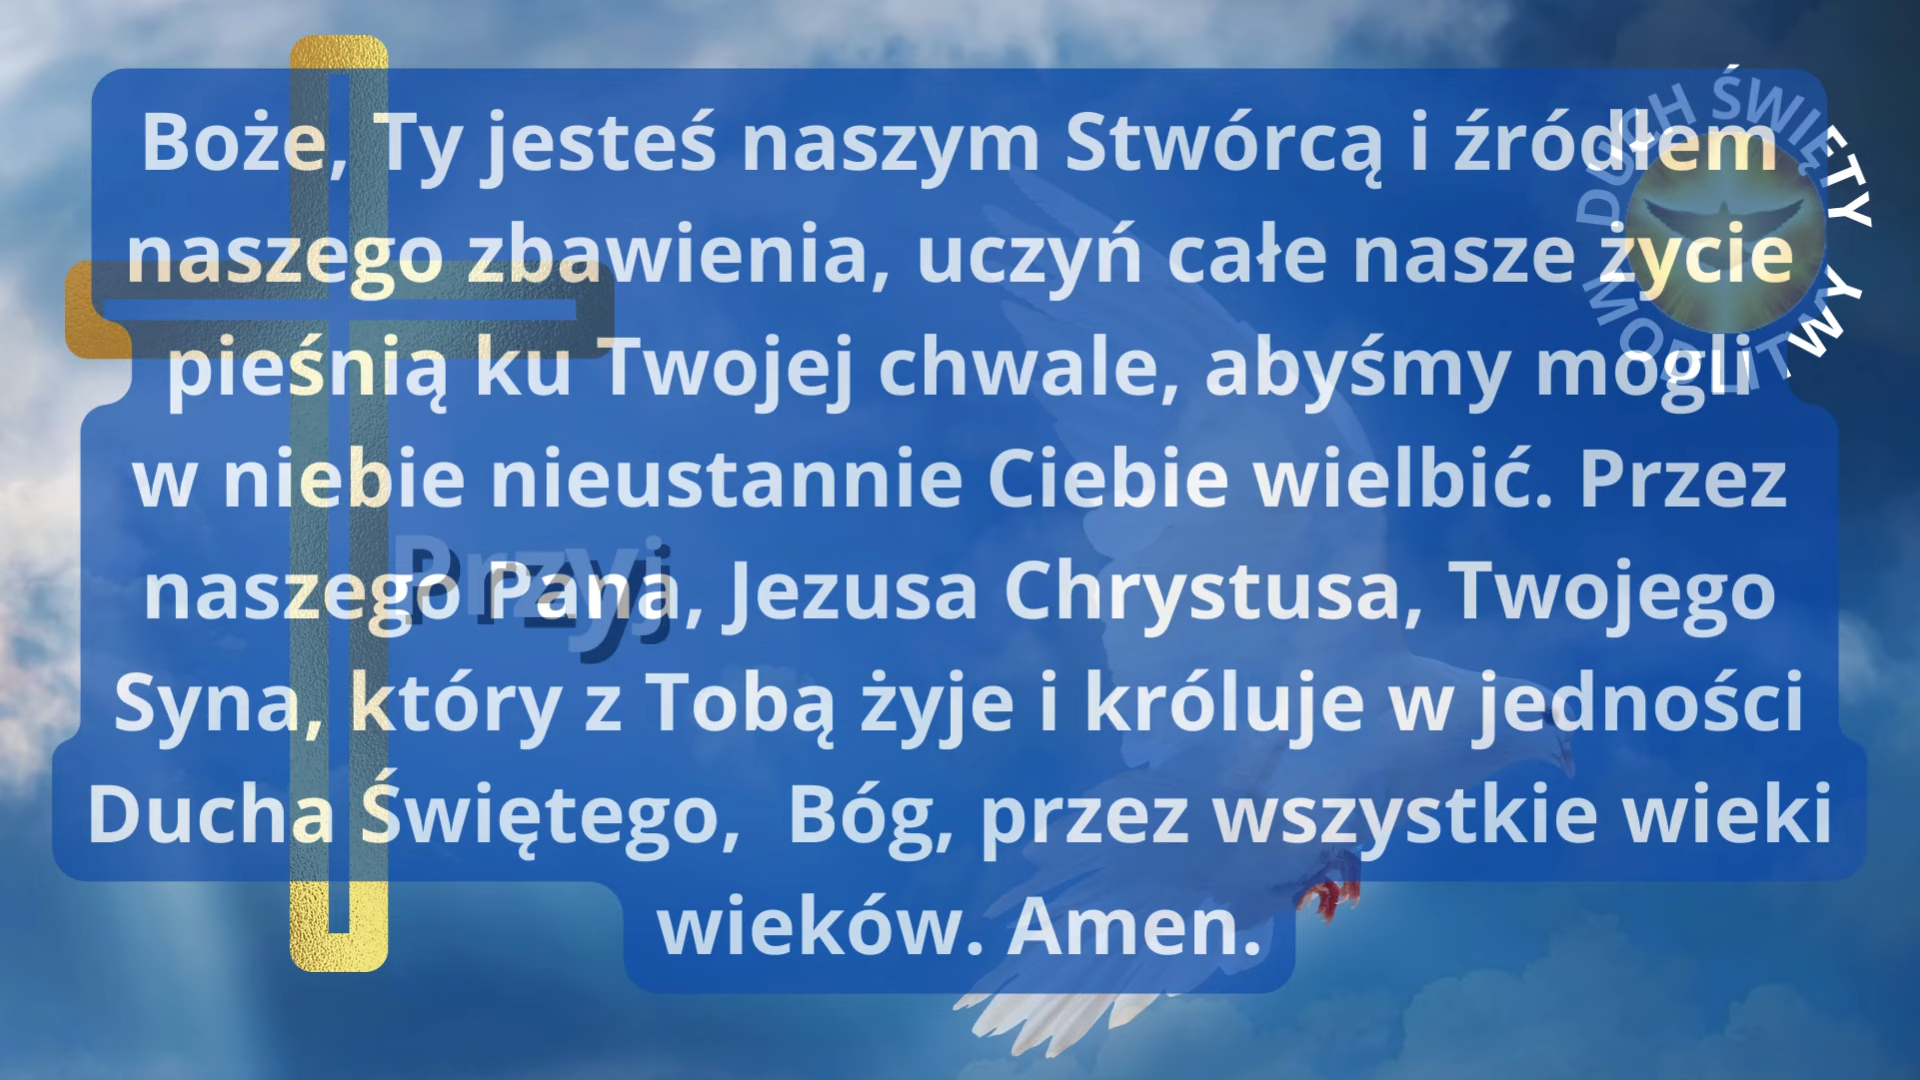 Boże, Ty jesteś naszym Stwórcą i źródłem
naszego zbawienia, uczyń całe nasze życie
pieśnią ku Twojej chwale, abyśmy mogli
w niebie nieustannie Ciebie wielbić. Przez
naszego Pana, Jezusa Chrystusa, Twojego
Syna, który z Tobą żyje i króluje w jedności
Ducha Świętego,  Bóg, przez wszystkie wieki
wieków. Amen.
Przyj
DUCH ŚWIĘTY
MODLITWY